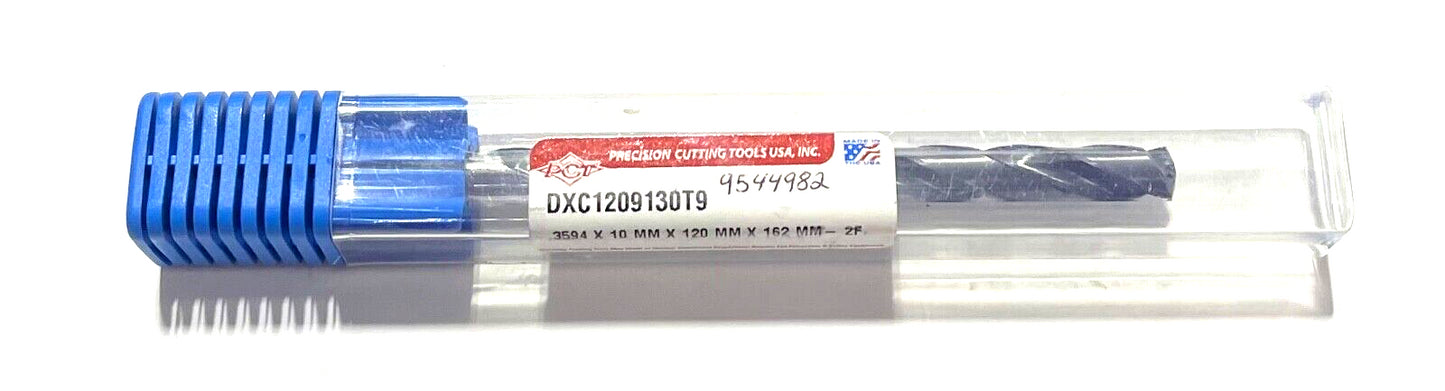 PRECISION CUTTING TOOLS USA, INC.
PCT
MADE IN
THE USA
9544982
DXC1209130T9
.3594 X 10 MM X 120 MM X 162 MM - 2F